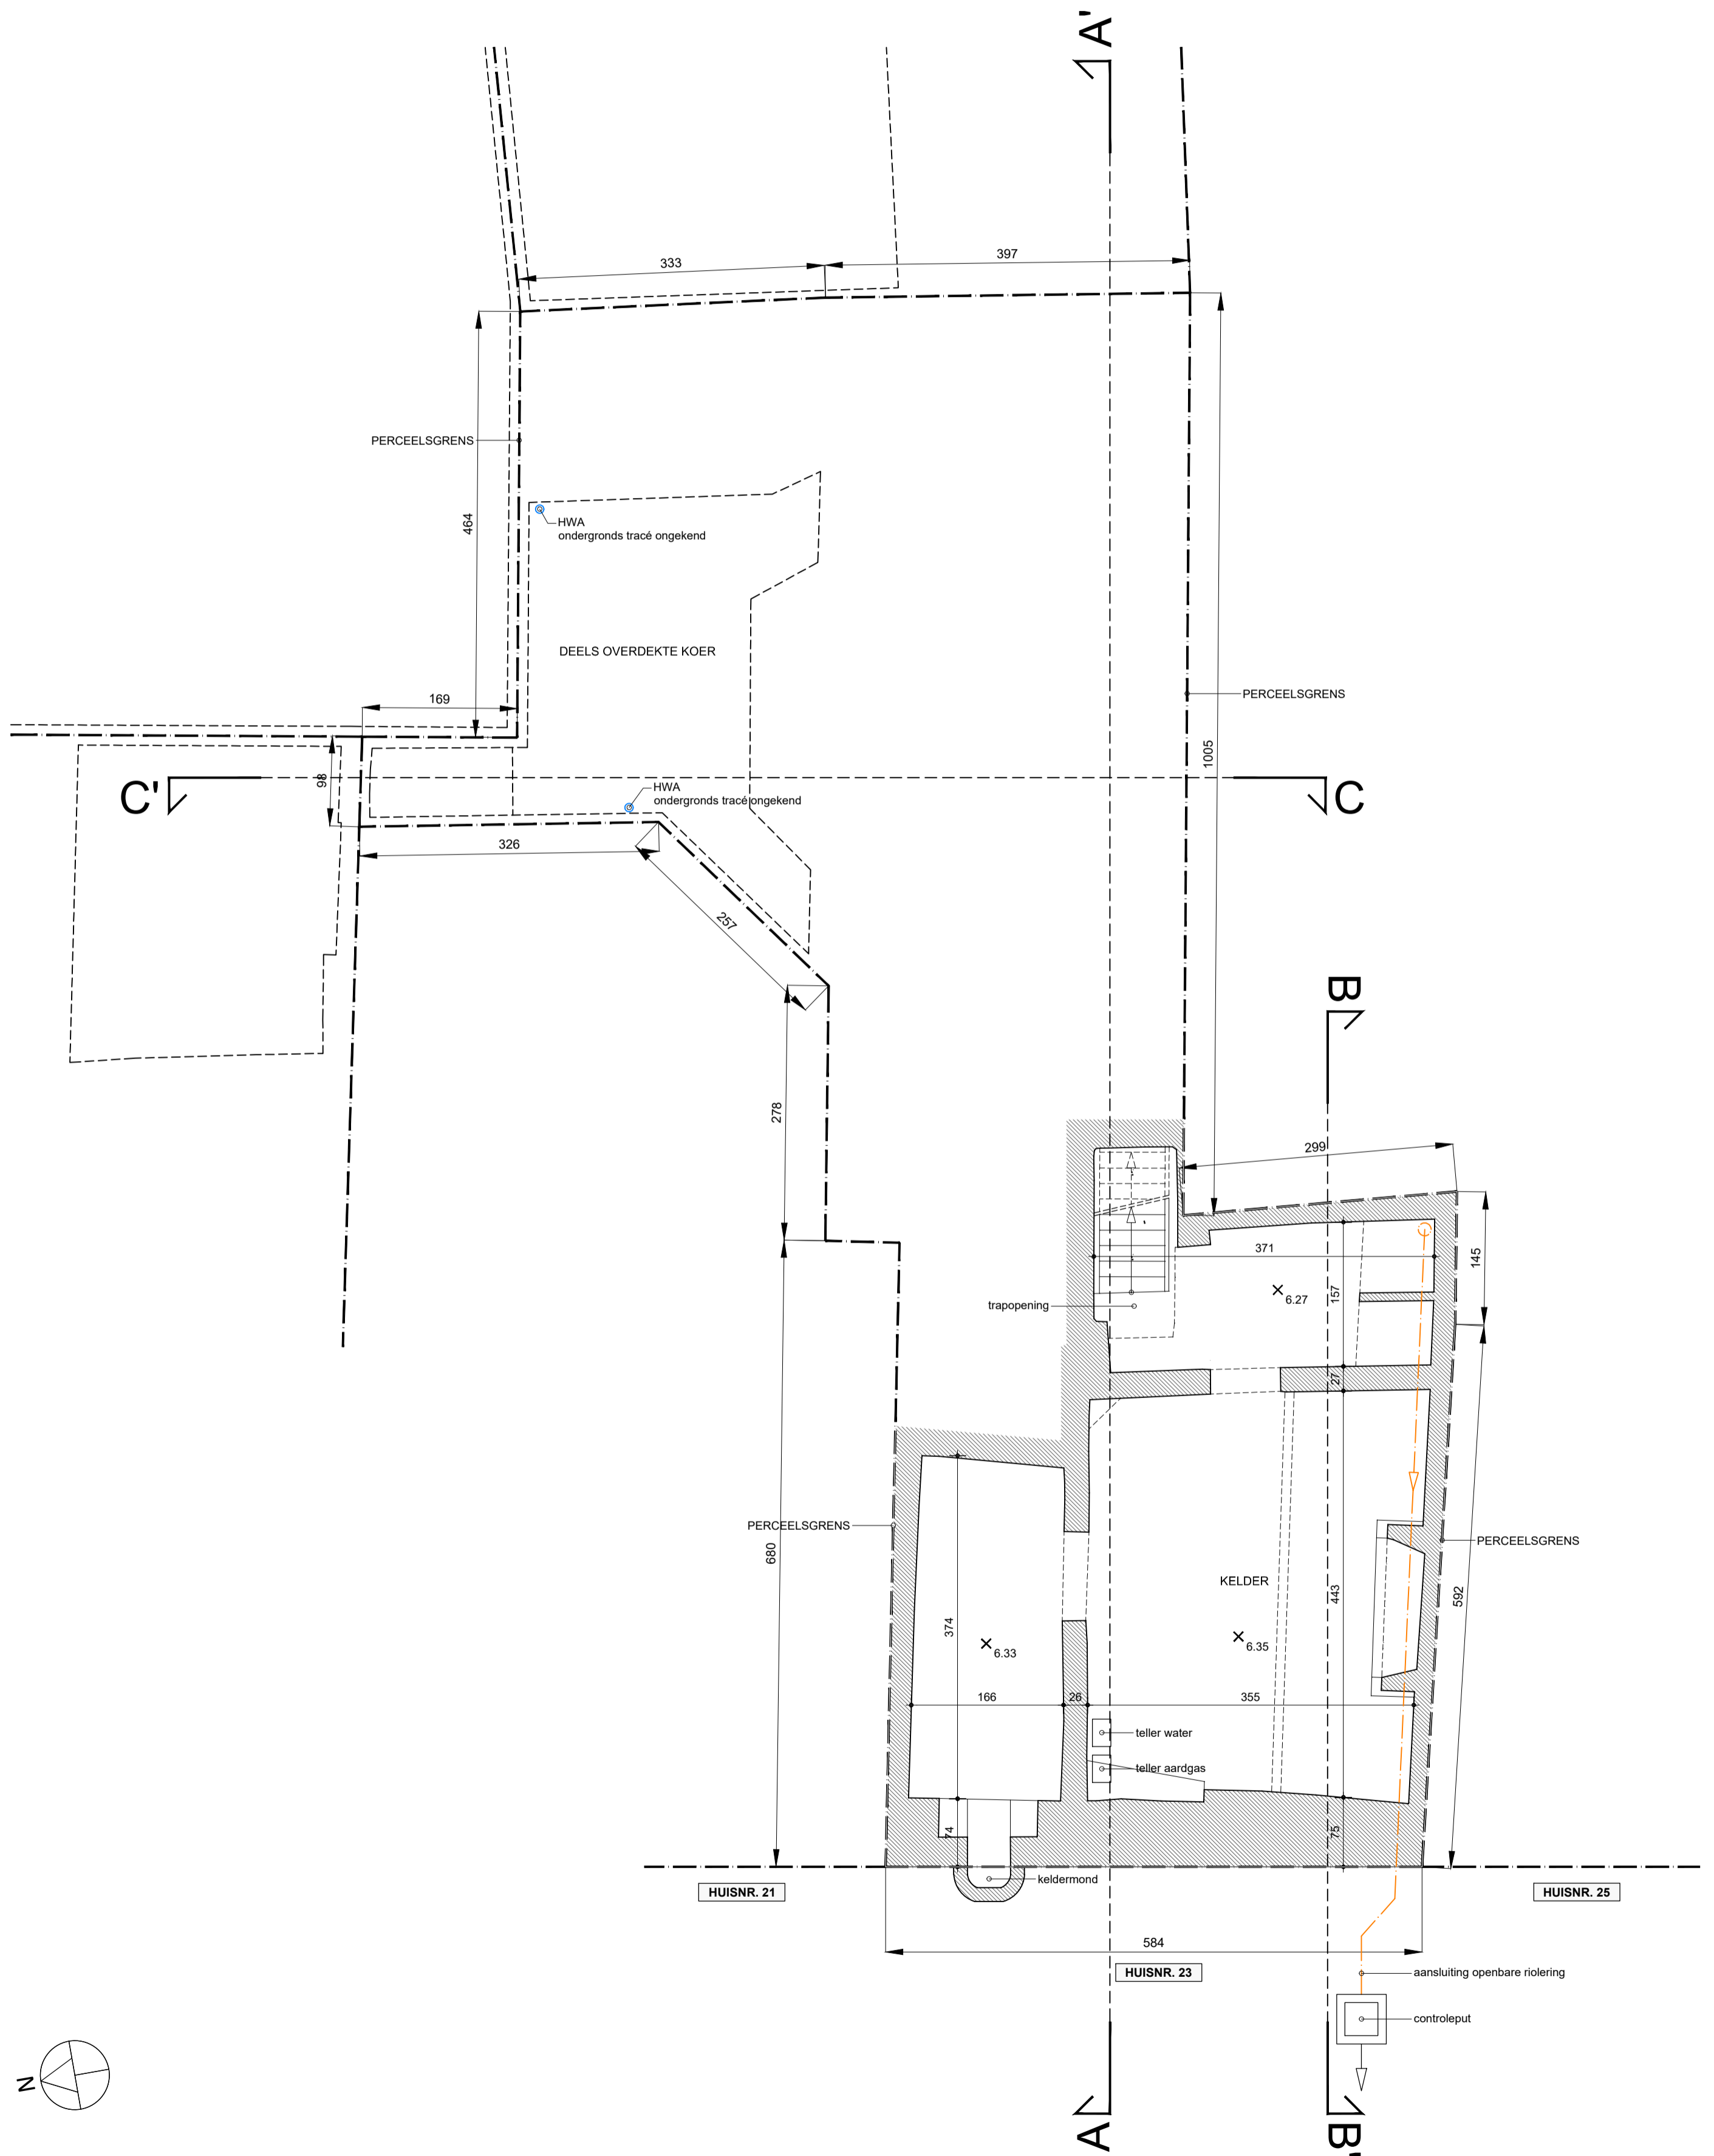 A'
333
397
PERCEELSGRENS
464
HWA
ondergronds tracé ongekend
DEELS OVERDEKTE KOER
PERCEELSGRENS
169
1005
98
C'
HWA
ondergronds tracé ongekend
C
326
257
B
278
299
371
145
157
6.27
trapopening
27
PERCEELSGRENS
680
PERCEELSGRENS
KELDER
443
592
374
6.33
6.35
166
26
355
teller water
teller aardgas
74
75
keldermond
HUISNR. 21
HUISNR. 25
584
HUISNR. 23
aansluiting openbare riolering
controleput
N
A
B'